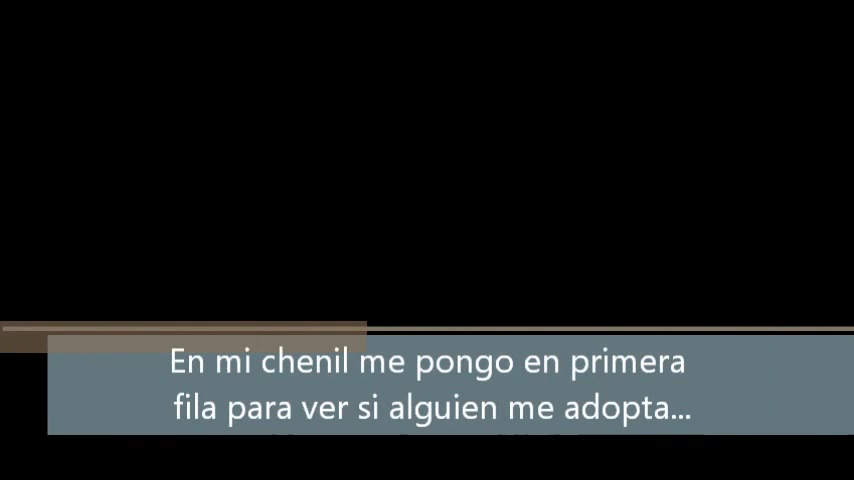 En mi chenil me pongo en primera
fila para ver si alguien me adopta...